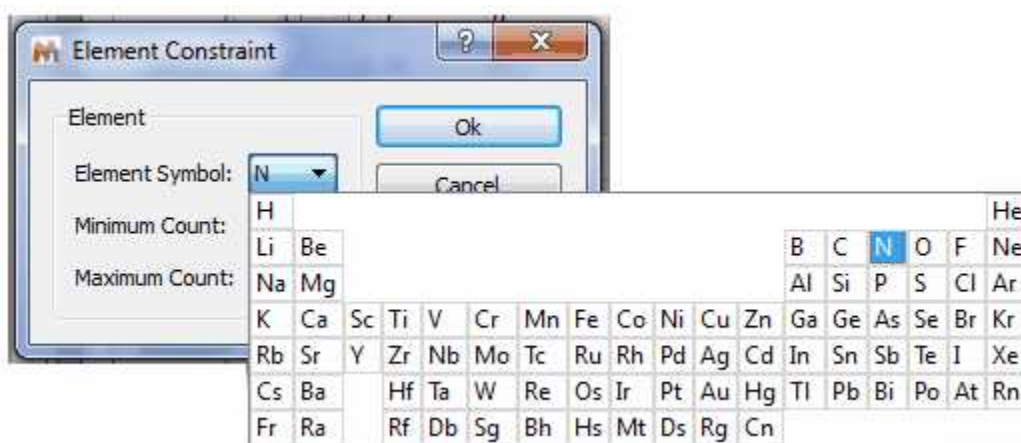 Element Constraint
Element
Ok
Element Symbol: N
Cancel
Minimum Count:
Maximum Count:
H He
Li Be B C N O F Ne
Na Mg Al Si P S Cl Ar
K Ca Sc Ti V Cr Mn Fe Co Ni Cu Zn Ga Ge As Se Br Kr
Rb Sr Y Zr Nb Mo Tc Ru Rh Pd Ag Cd In Sn Sb Te I Xe
Cs Ba Hf Ta W Re Os Ir Pt Au Hg Tl Pb Bi Po At Rn
Fr Ra Rf Db Sg Bh Hs Mt Ds Rg Cn